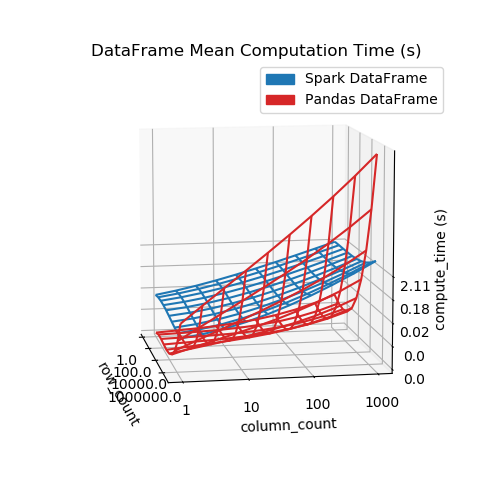 DataFrame Mean Computation Time (s)
Spark DataFrame
Pandas DataFrame
compute_time (s)
2.11
0.18
0.02
0.0
0.0
1.0
100.0
10000.0
1000000.0
row_count
1
10
100
1000
column_count